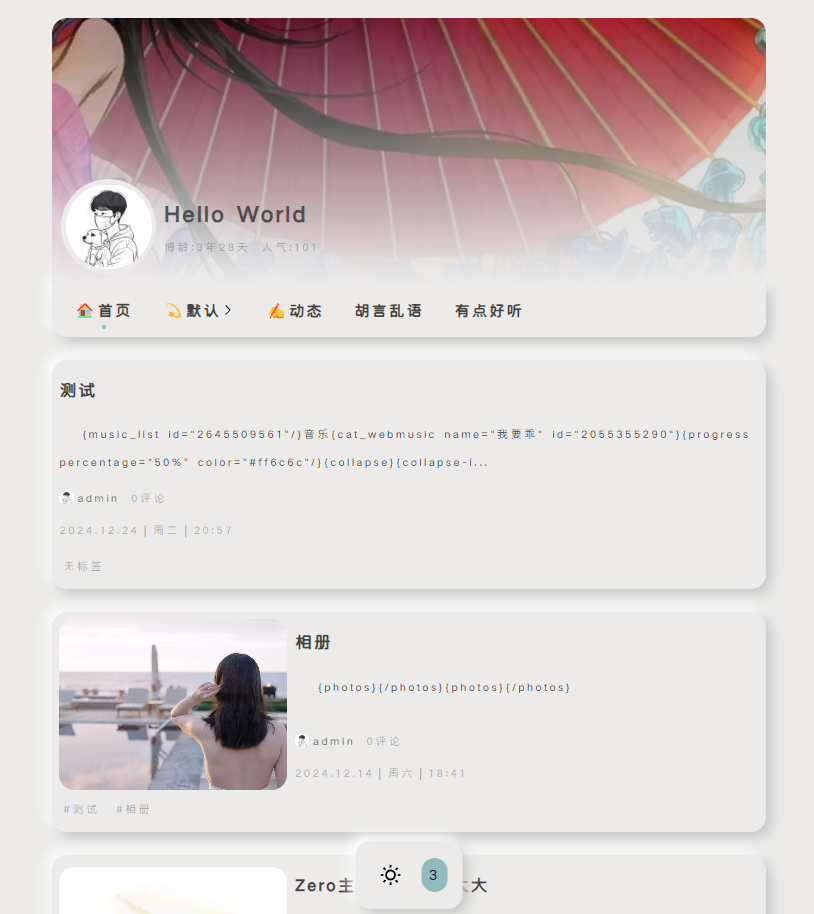 Hello World
博龄:3年28天 人气:101
首页 默认 动态 胡言乱语 有点好听
测试
{music_list id="2645509561"/}音乐{cat_webmusic name="我要乖" id="2055355290"}{progress
percentage="50%" color="#ff6c6c"/}{collapse}{collapse-i...
admin 0评论
2024.12.24 | 周二 | 20:57
无标签
相册
{photos}{/photos}{photos}{/photos}
admin 0评论
2024.12.14 | 周六 | 18:41
#测试 #相册
Zero主 大
3